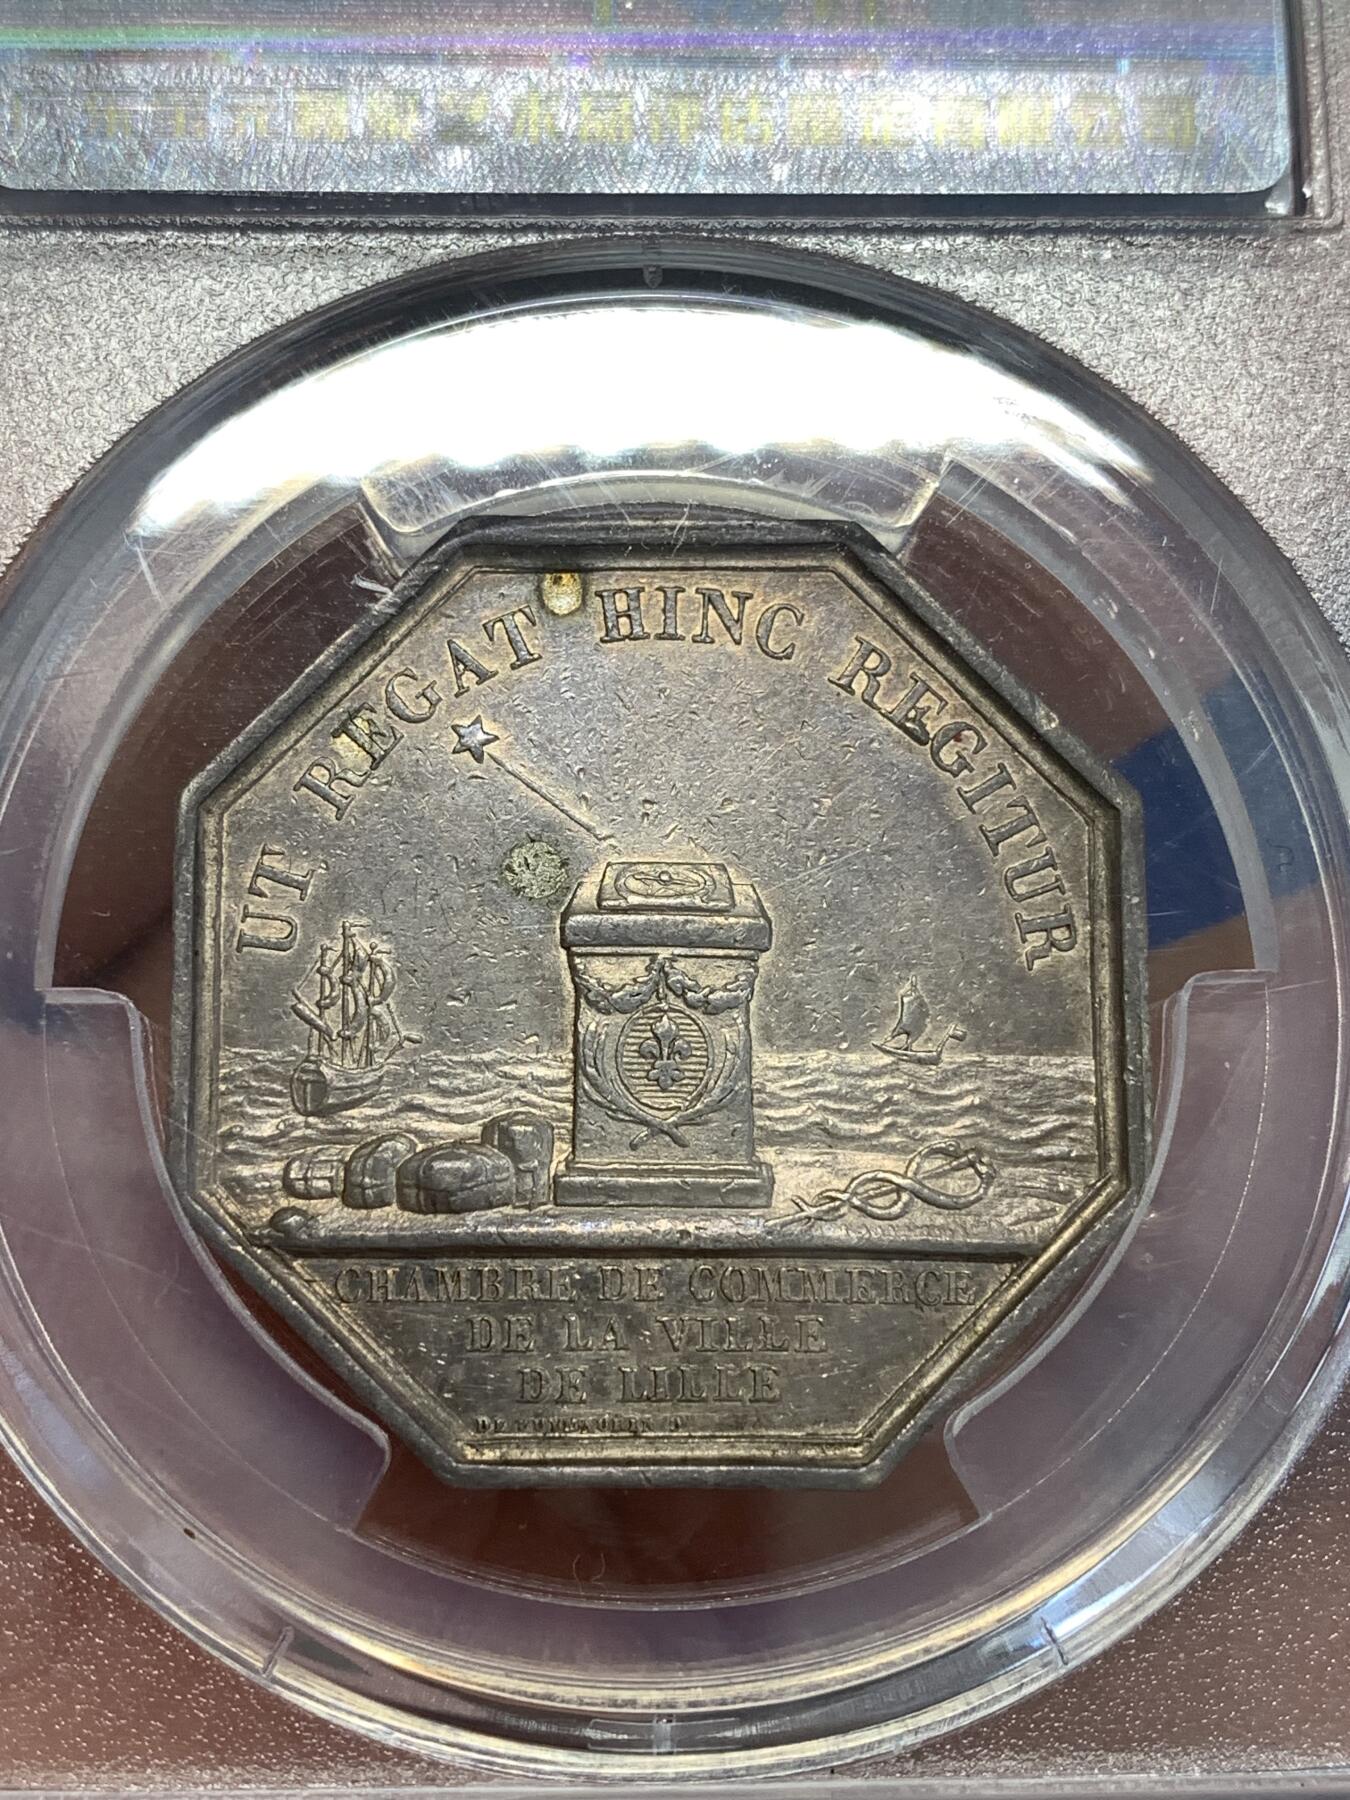 UT REGAT HINC REGITUR
CHAMBRE DE COMMERCE
DE LA VILLE
DE LILLE